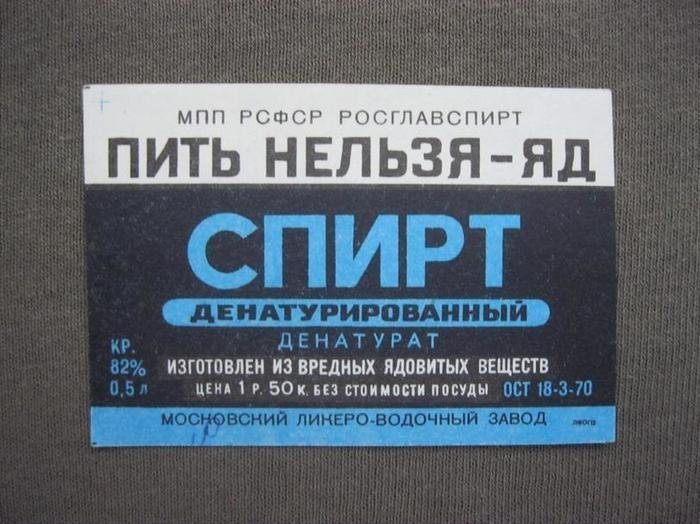 МПП РСФСР РОСГЛАВСПИРТ
ПИТЬ НЕЛЬЗЯ-ЯД
СПИРТ
ДЕНАТУРИРОВАННЫЙ
ДЕНАТУРАТ
КР.
82% ИЗГОТОВЛЕН ИЗ ВРЕДНЫХ ЯДОВИТЫХ ВЕЩЕСТВ
0,5 л ЦЕНА 1 Р. 50 К. БЕЗ СТОИМОСТИ ПОСУДЫ ОСТ 18-3-70
МОСКОВСКИЙ ЛИКЕРО-ВОДОЧНЫЙ ЗАВОД